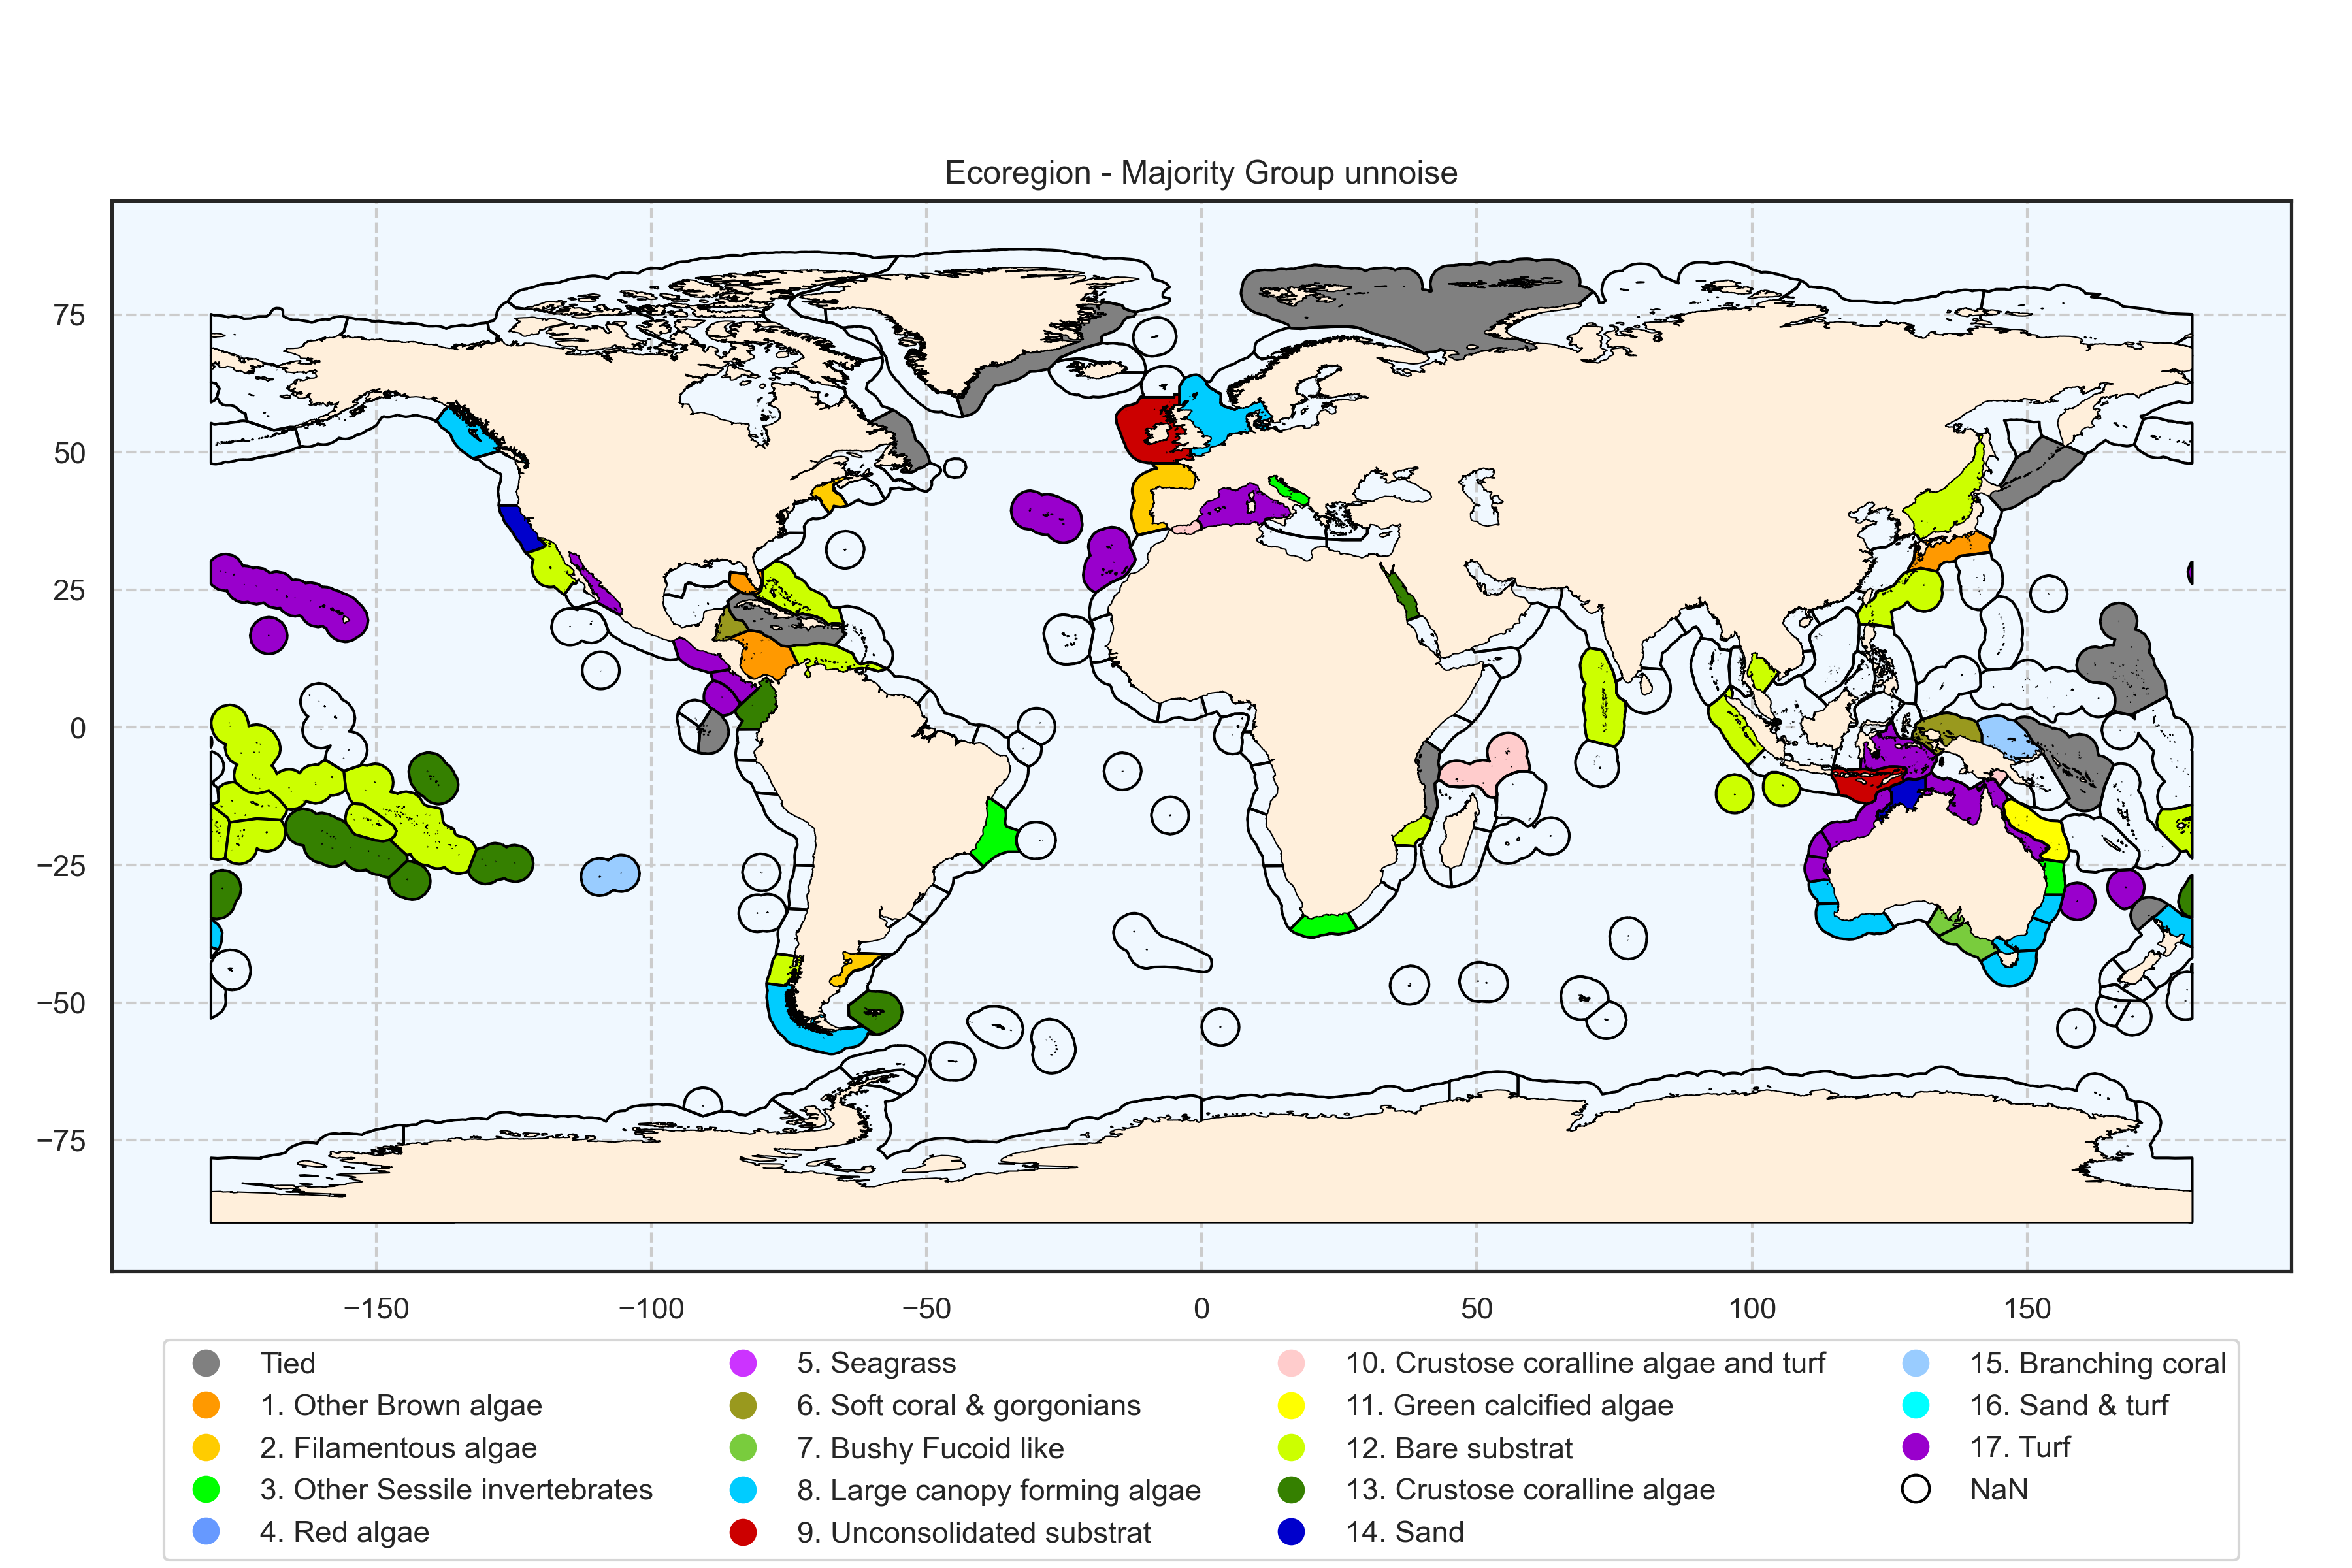 Ecoregion - Majority Group unnoise
75
50
25
0
−25
−50
−75
−150
−100
−50
0
50
100
150
Tied
1. Other Brown algae
2. Filamentous algae
3. Other Sessile invertebrates
4. Red algae
5. Seagrass
6. Soft coral & gorgonians
7. Bushy Fucoid like
8. Large canopy forming algae
9. Unconsolidated substrat
10. Crustose coralline algae and turf
11. Green calcified algae
12. Bare substrat
13. Crustose coralline algae
14. Sand
15. Branching coral
16. Sand & turf
17. Turf
NaN